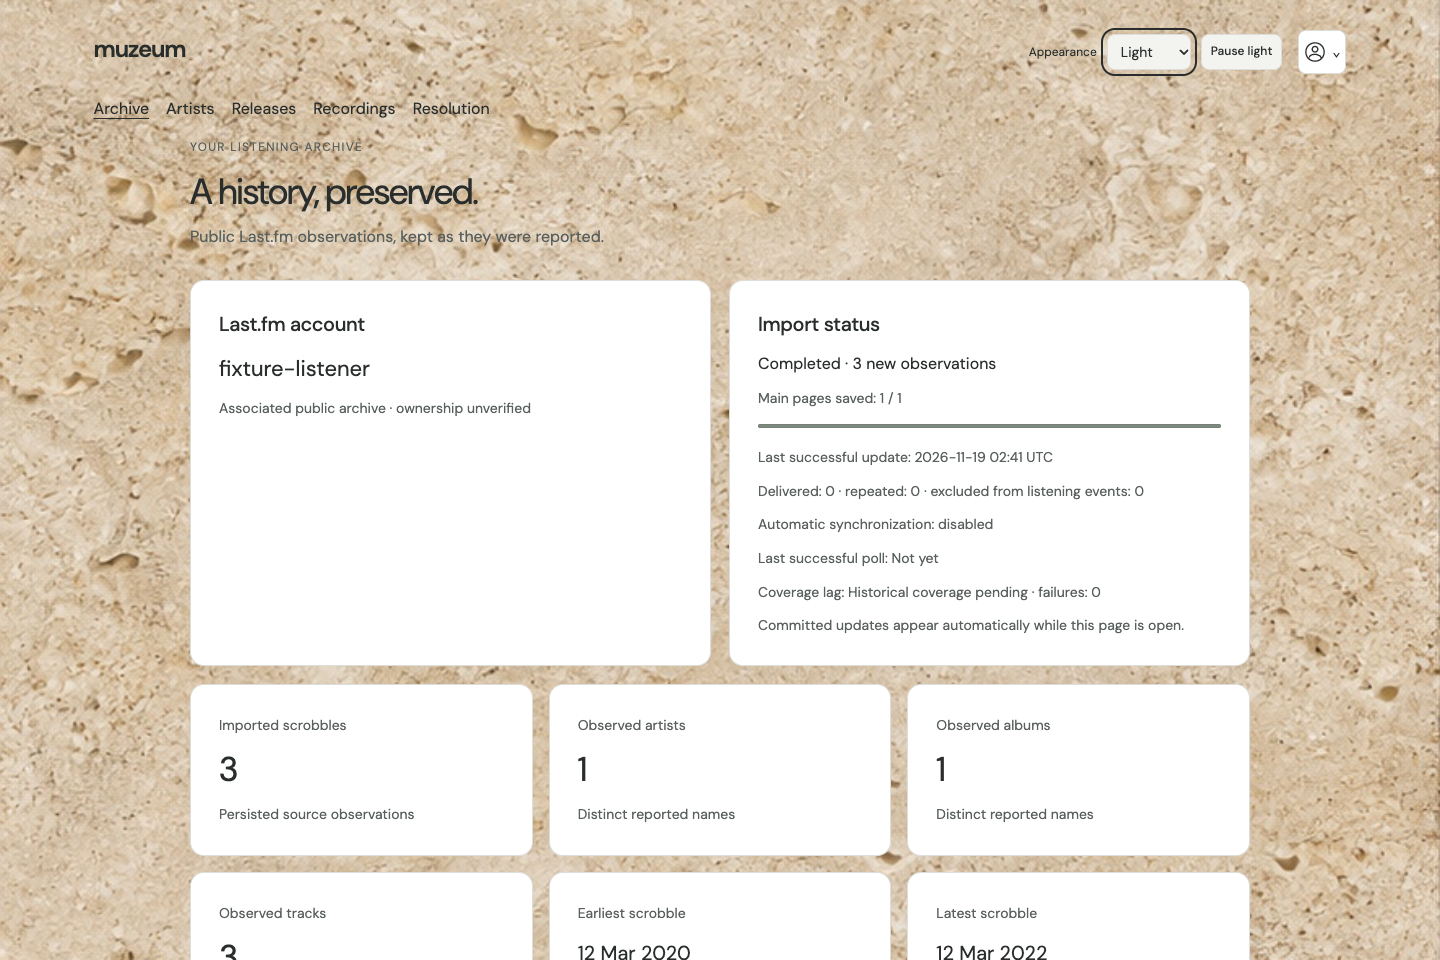 muzeum
Appearance Light Pause light
Archive Artists Releases Recordings Resolution
YOUR LISTENING ARCHIVE
A history, preserved.
Public Last.fm observations, kept as they were reported.
Last.fm account
fixture-listener
Associated public archive · ownership unverified
Import status
Completed · 3 new observations
Main pages saved: 1 / 1
Last successful update: 2026-11-19 02:41 UTC
Delivered: 0 · repeated: 0 · excluded from listening events: 0
Automatic synchronization: disabled
Last successful poll: Not yet
Coverage lag: Historical coverage pending · failures: 0
Committed updates appear automatically while this page is open.
Imported scrobbles
3
Persisted source observations
Observed artists
1
Distinct reported names
Observed albums
1
Distinct reported names
Observed tracks
3
Earliest scrobble
12 Mar 2020
Latest scrobble
12 Mar 2022